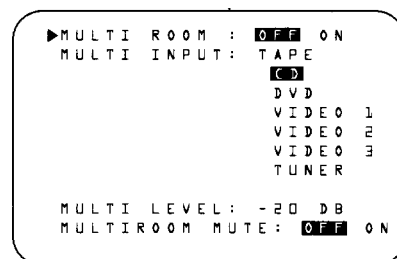 ▶MULTI ROOM : OFF ON
MULTI INPUT: TAPE
CD
DVD
VIDEO 1
VIDEO 2
VIDEO 3
TUNER
MULTI LEVEL: -20 DB
MULTIROOM MUTE: OFF ON